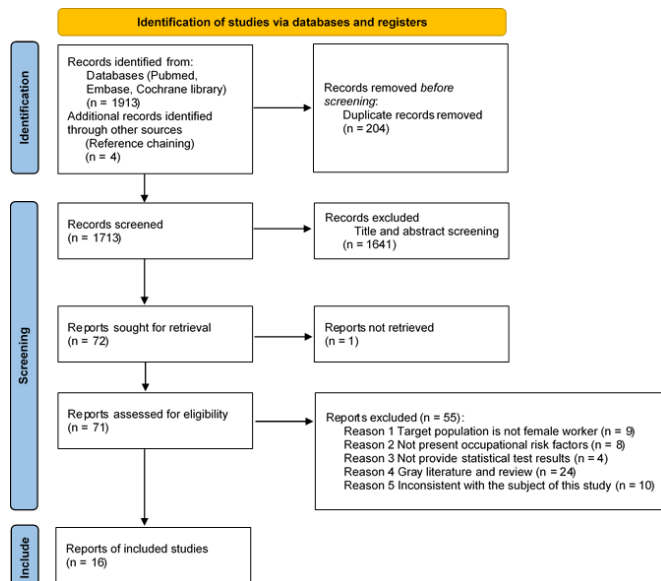 Identification of studies via databases and registers
Identification
Records identified from:
Databases (Pubmed,
Embase, Cochrane library)
(n = 1913)
Additional records identified
through other sources
(Reference chaining)
(n = 4)
Records removed before
screening:
Duplicate records removed
(n = 204)
Screening
Records screened
(n = 1713)
Records excluded
Title and abstract screening
(n = 1641)
Reports sought for retrieval
(n = 72)
Reports not retrieved
(n = 1)
Reports assessed for eligibility
(n = 71)
Reports excluded (n = 55):
Reason 1 Target population is not female worker (n = 9)
Reason 2 Not present occupational risk factors (n = 8)
Reason 3 Not provide statistical test results (n = 4)
Reason 4 Gray literature and review (n = 24)
Reason 5 Inconsistent with the subject of this study (n = 10)
Include
Reports of included studies
(n = 16)